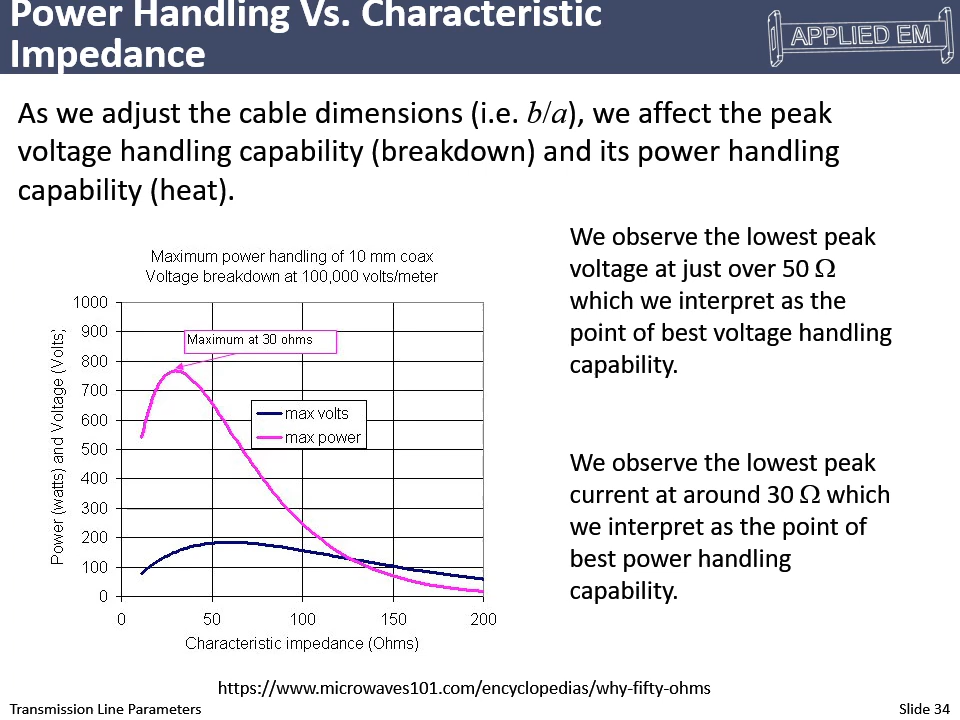 Power Handling Vs. Characteristic
Impedance
APPLIED EM
As we adjust the cable dimensions (i.e. b/a), we affect the peak
voltage handling capability (breakdown) and its power handling
capability (heat).
Maximum power handling of 10 mm coax
Voltage breakdown at 100,000 volts/meter
Power (watts) and Voltage (Volts;
1000
900
800
700
600
500
400
300
200
100
0
Maximum at 30 ohms
max volts
max power
0 50 100 150 200
Characteristic impedance (Ohms)
We observe the lowest peak
voltage at just over 50 Ω
which we interpret as the
point of best voltage handling
capability.
We observe the lowest peak
current at around 30 Ω which
we interpret as the point of
best power handling
capability.
https://www.microwaves101.com/encyclopedias/why-fifty-ohms
Transmission Line Parameters
Slide 34